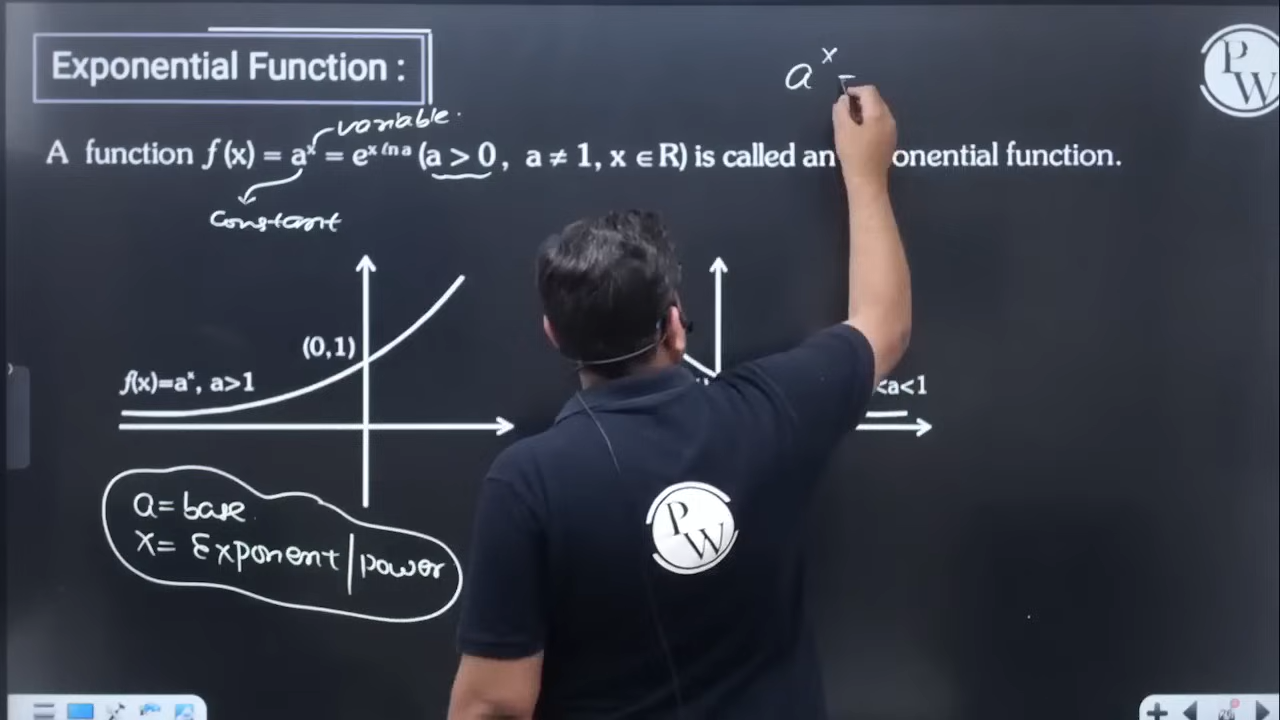 Exponential Function :
a^x =
PW
variable.
A function f(x) = a^x = e^x ln a (a > 0, a ≠ 1, x ∈ R) is called an onential function.
Constant
(0,1)
f(x)=a^x, a>1
<a<1
a = base.
x = Exponent | power
PW